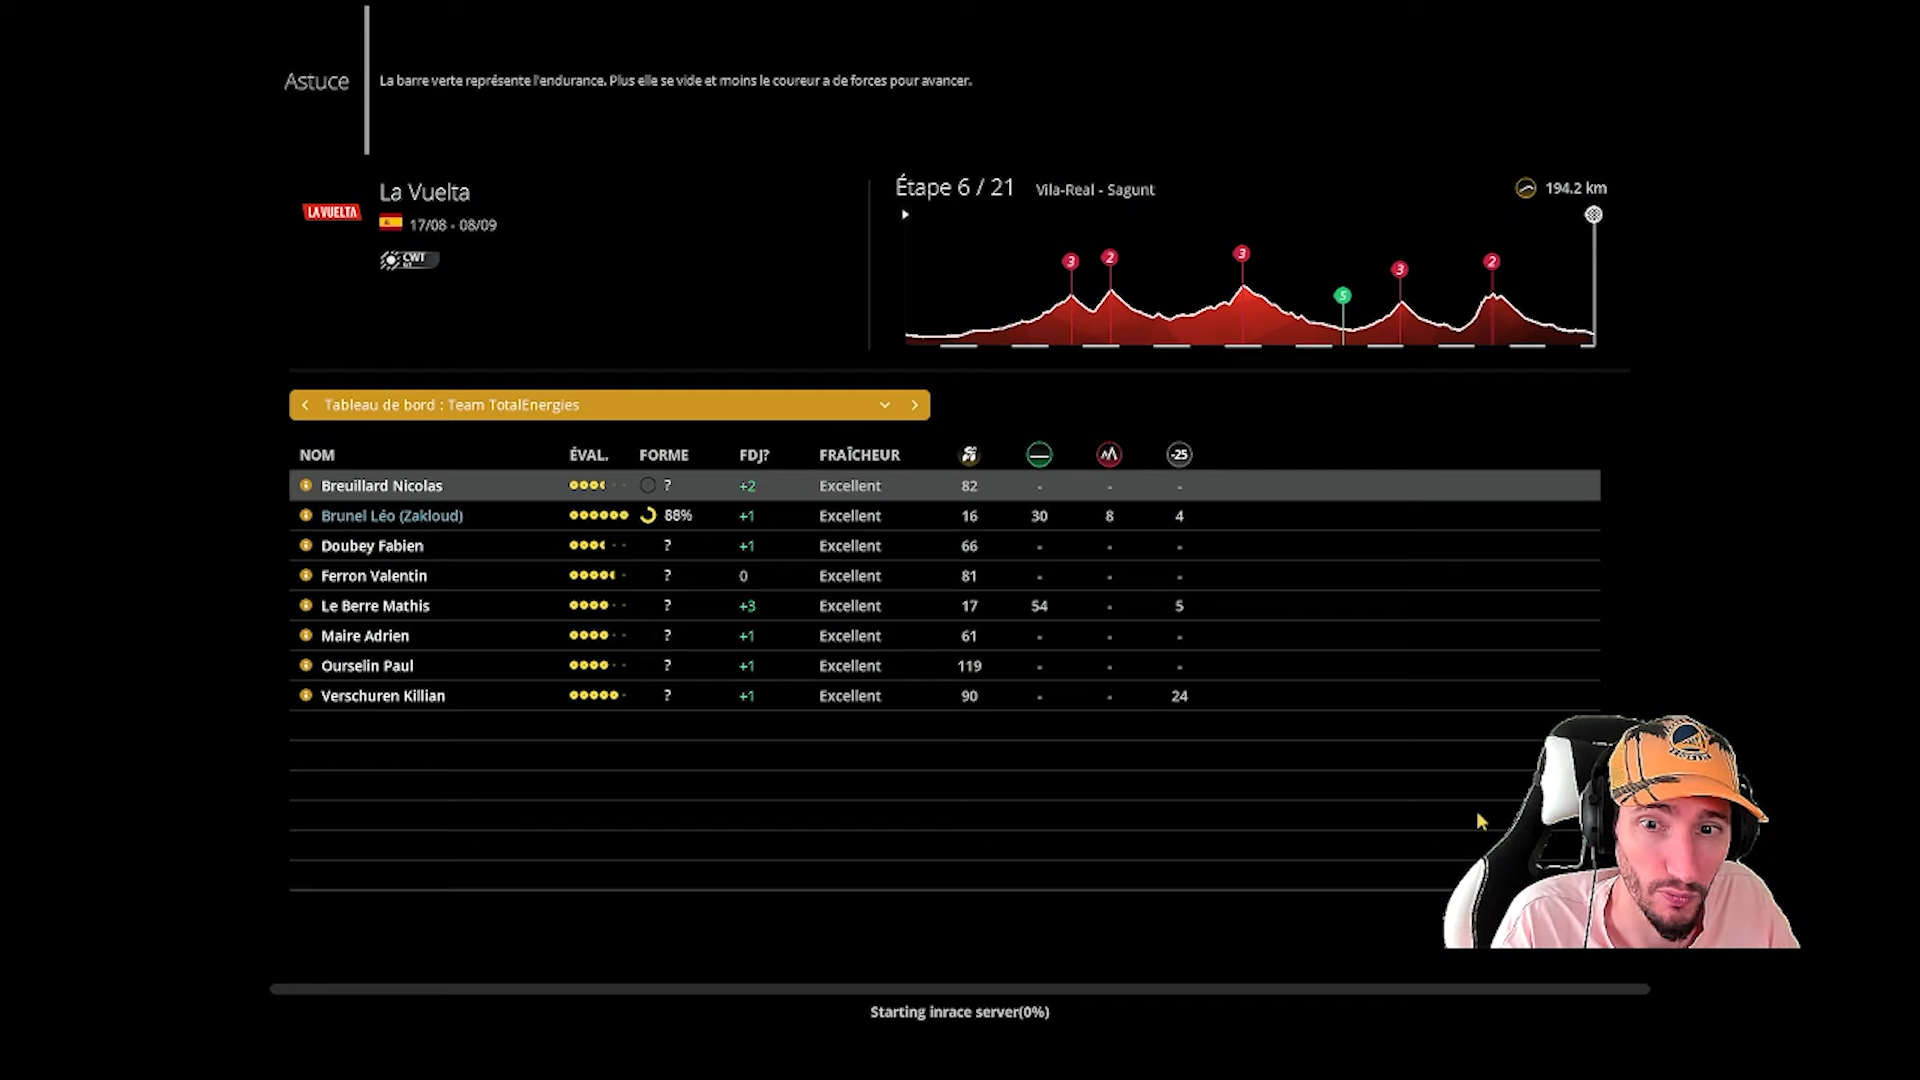 Astuce
La barre verte représente l'endurance. Plus elle se vide et moins le coureur a de forces pour avancer.
LA VUELTA
La Vuelta
17/08 - 08/09
CWT
Étape 6 / 21 Vila-Real - Sagunt 194.2 km
3 2 3 S 3 2
Tableau de bord : Team TotalEnergies
NOM ÉVAL. FORME FDJ? FRAÎCHEUR -25
Breuillard Nicolas ? +2 Excellent 82 - - -
Brunel Léo (Zakloud) 88% +1 Excellent 16 30 8 4
Doubey Fabien ? +1 Excellent 66 - - -
Ferron Valentin ? 0 Excellent 81 - - -
Le Berre Mathis ? +3 Excellent 17 54 - 5
Maire Adrien ? +1 Excellent 61 - - -
Ourselin Paul ? +1 Excellent 119 - - -
Verschuren Killian ? +1 Excellent 90 - - 24
Starting inrace server(0%)